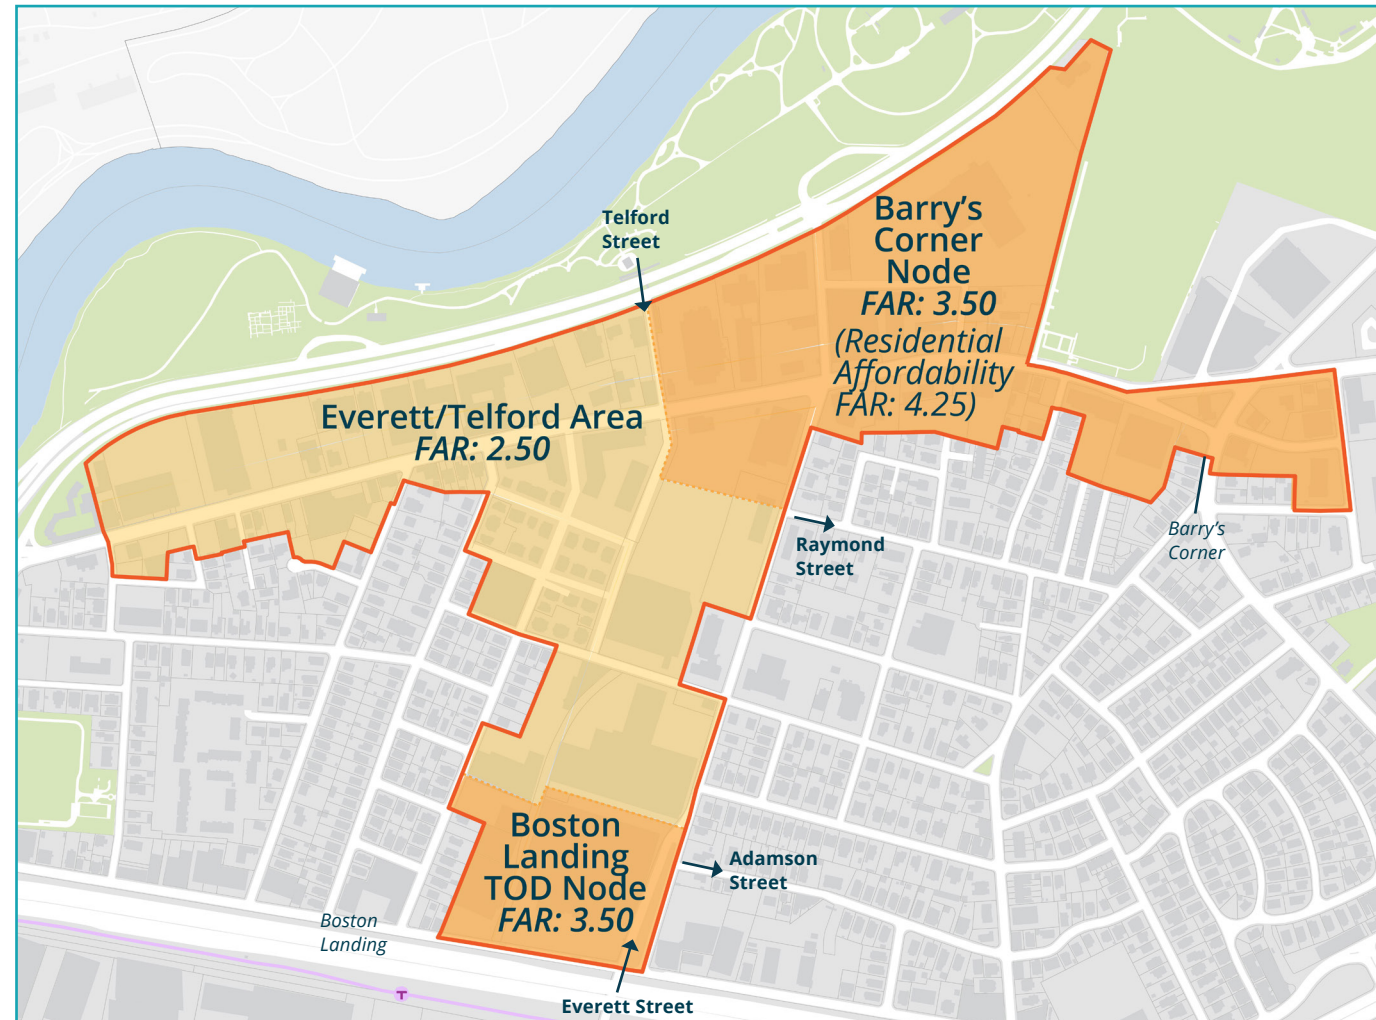 Telford
Street
Barry’s
Corner
Node
FAR: 3.50
(Residential
Affordability
FAR: 4.25)
Everett/Telford Area
FAR: 2.50
Raymond
Street
Barry’s
Corner
Boston
Landing
TOD Node
FAR: 3.50
Adamson
Street
Boston
Landing
T
Everett Street